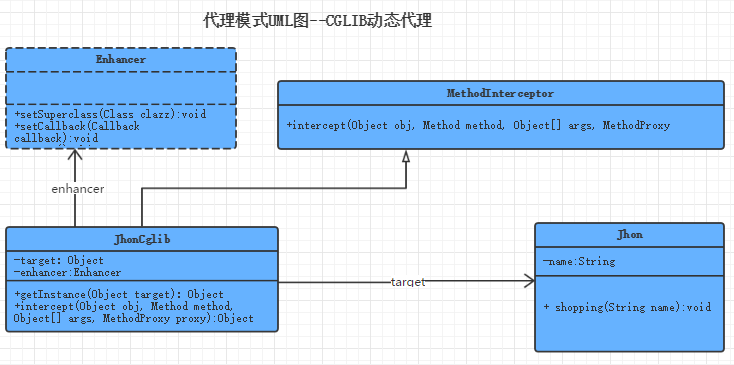 代理模式UML图--CGLIB动态代理
Enhancer
+setSuperclass(Class clazz):void
+setCallback(Callback
callback):void
MethodInterceptor
+intercept(Object obj, Method method, Object[] args, MethodProxy
enhancer
JhonCglib
-target: Object
-enhancer:Enhancer
+getInstance(Object target): Object
+intercept(Object obj, Method method,
Object[] args, MethodProxy proxy):Object
target
Jhon
-name:String
+ shopping(String name):void